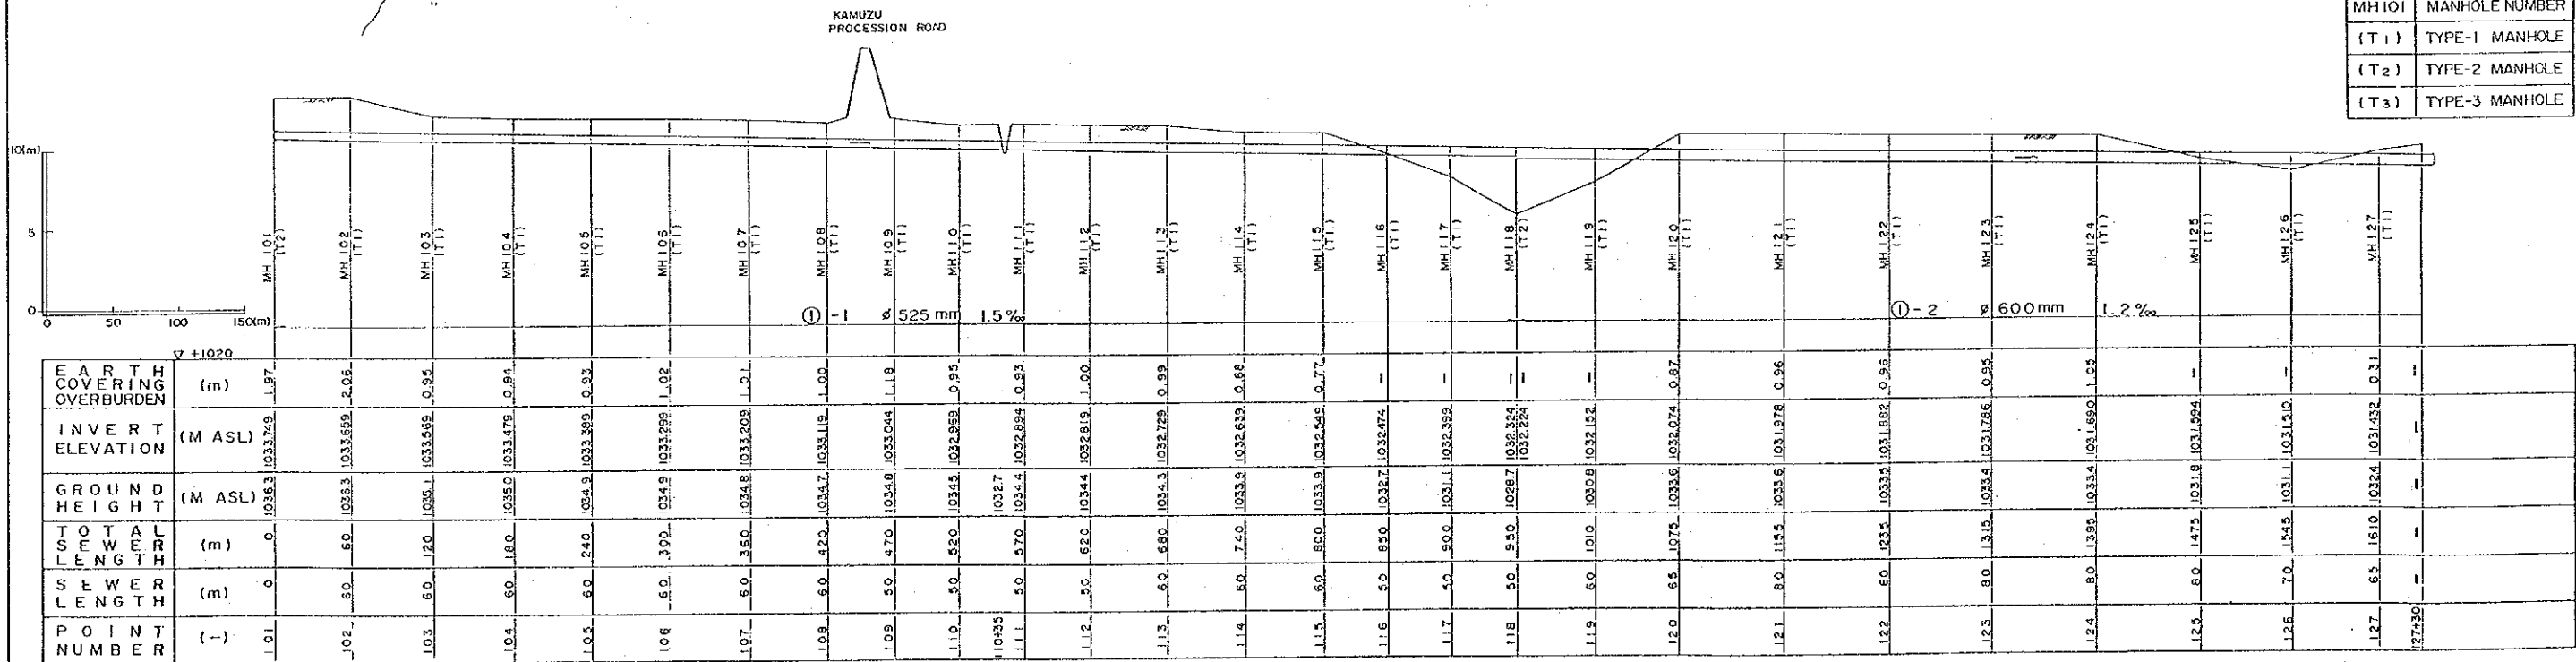 KAMUZU
PROCESSION ROAD
MH 101 MANHOLE NUMBER
(T1) TYPE-1 MANHOLE
(T2) TYPE-2 MANHOLE
(T3) TYPE-3 MANHOLE
10(m)
5
0
0 50 100 150(m)
MH 101 (T2)
MH 102 (T1)
MH 103 (T1)
MH 104 (T1)
MH 105 (T1)
MH 106 (T1)
MH 107 (T1)
MH 108 (T1)
MH 109 (T1)
MH 110 (T1)
MH 111 (T1)
MH 112 (T1)
MH 113 (T1)
MH 114 (T1)
MH 115 (T1)
MH 116 (T1)
MH 117 (T1)
MH 118 (T2)
MH 119 (T1)
MH 120 (T1)
MH 121 (T1)
MH 122 (T1)
MH 123 (T1)
MH 124 (T1)
MH 125 (T1)
MH 126 (T1)
MH 127 (T1)
①-1 ø 525 mm 1.5‰
①-2 ø 600 mm 1.2‰
▽ +1020
EARTH COVERING OVERBURDEN (m) 1.97 2.06 0.95 0.94 0.93 1.02 1.01 1.00 1.18 0.95 0.93 1.00 0.99 0.68 0.77 – – – – – 0.87 0.96 0.96 0.95 1.05 – – 0.31 –
INVERT ELEVATION (M ASL) 1033.749 1033.659 1033.569 1033.479 1033.389 1033.299 1033.209 1033.119 1033.044 1032.969 1032.894 1032.819 1032.729 1032.639 1032.549 1032.474 1032.399 1032.324 1032.224 1032.152 1032.074 1031.978 1031.882 1031.786 1031.690 1031.594 1031.510 1031.432 –
GROUND HEIGHT (M ASL) 1036.3 1036.3 1035.1 1035.0 1034.9 1034.9 1034.8 1034.7 1034.8 1034.5 1032.7 1034.4 1034.4 1034.3 1033.9 1033.9 1032.7 1031.1 1028.7 1030.8 1033.6 1033.6 1033.5 1033.4 1033.4 1031.8 1031.1 1032.4 –
TOTAL SEWER LENGTH (m) 0 60 120 180 240 300 360 420 470 520 570 620 680 740 800 850 900 950 1010 1075 1155 1235 1315 1395 1475 1545 1610 –
SEWER LENGTH (m) 0 60 60 60 60 60 60 60 50 50 50 50 60 60 60 50 50 50 60 65 80 80 80 80 80 70 65 –
POINT NUMBER (–) 101 102 103 104 105 106 107 108 109 110 110+35 111 112 113 114 115 116 117 118 119 120 121 122 123 124 125 126 127 127+30